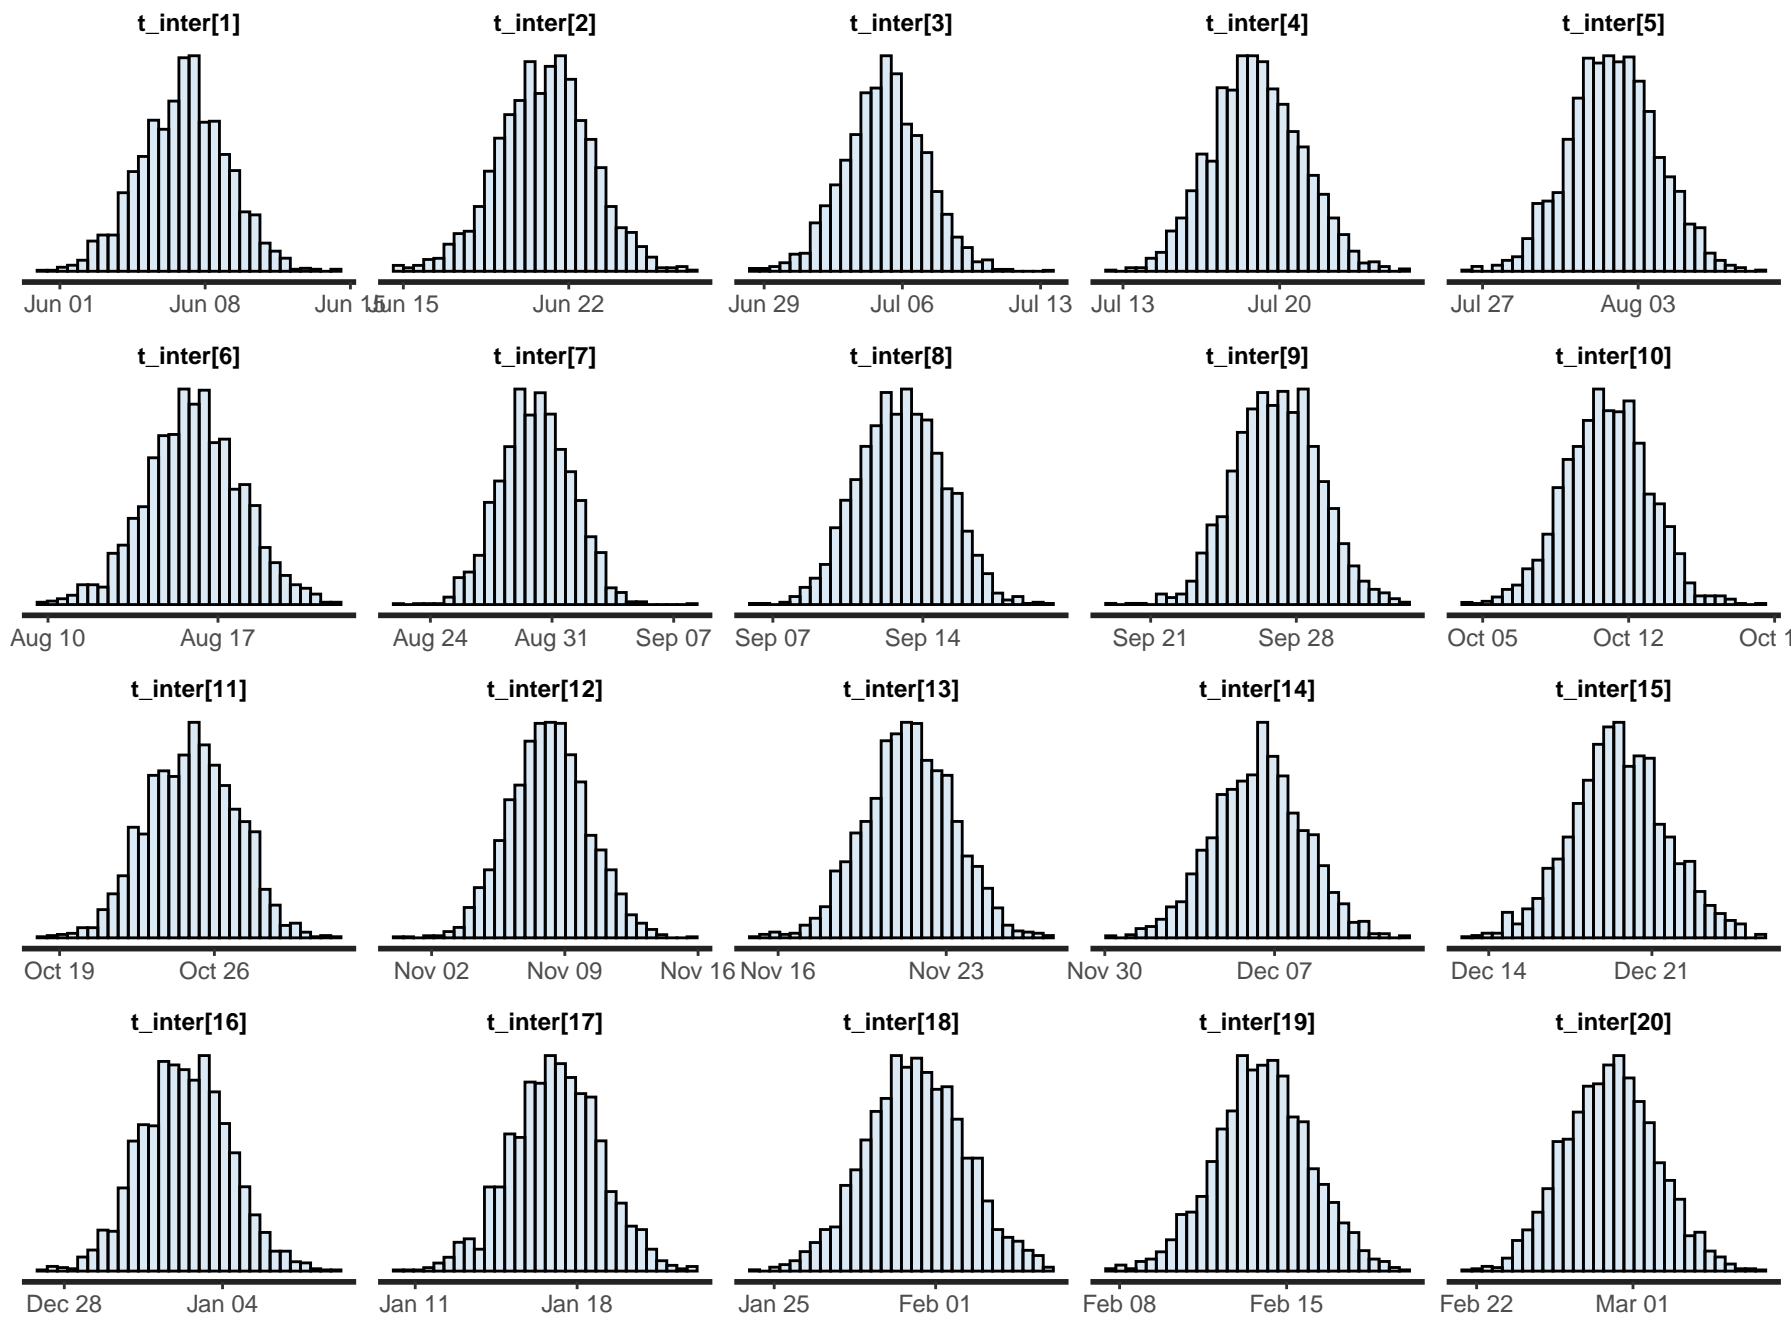 t_inter[1] t_inter[2] t_inter[3] t_inter[4] t_inter[5]
Jun 01 Jun 08 Jun 15 Jun 15 Jun 22 Jun 29 Jul 06 Jul 13 Jul 13 Jul 20 Jul 27 Aug 03
t_inter[6] t_inter[7] t_inter[8] t_inter[9] t_inter[10]
Aug 10 Aug 17 Aug 24 Aug 31 Sep 07 Sep 07 Sep 14 Sep 21 Sep 28 Oct 05 Oct 12 Oct 1
t_inter[11] t_inter[12] t_inter[13] t_inter[14] t_inter[15]
Oct 19 Oct 26 Nov 02 Nov 09 Nov 16 Nov 16 Nov 23 Nov 30 Dec 07 Dec 14 Dec 21
t_inter[16] t_inter[17] t_inter[18] t_inter[19] t_inter[20]
Dec 28 Jan 04 Jan 11 Jan 18 Jan 25 Feb 01 Feb 08 Feb 15 Feb 22 Mar 01